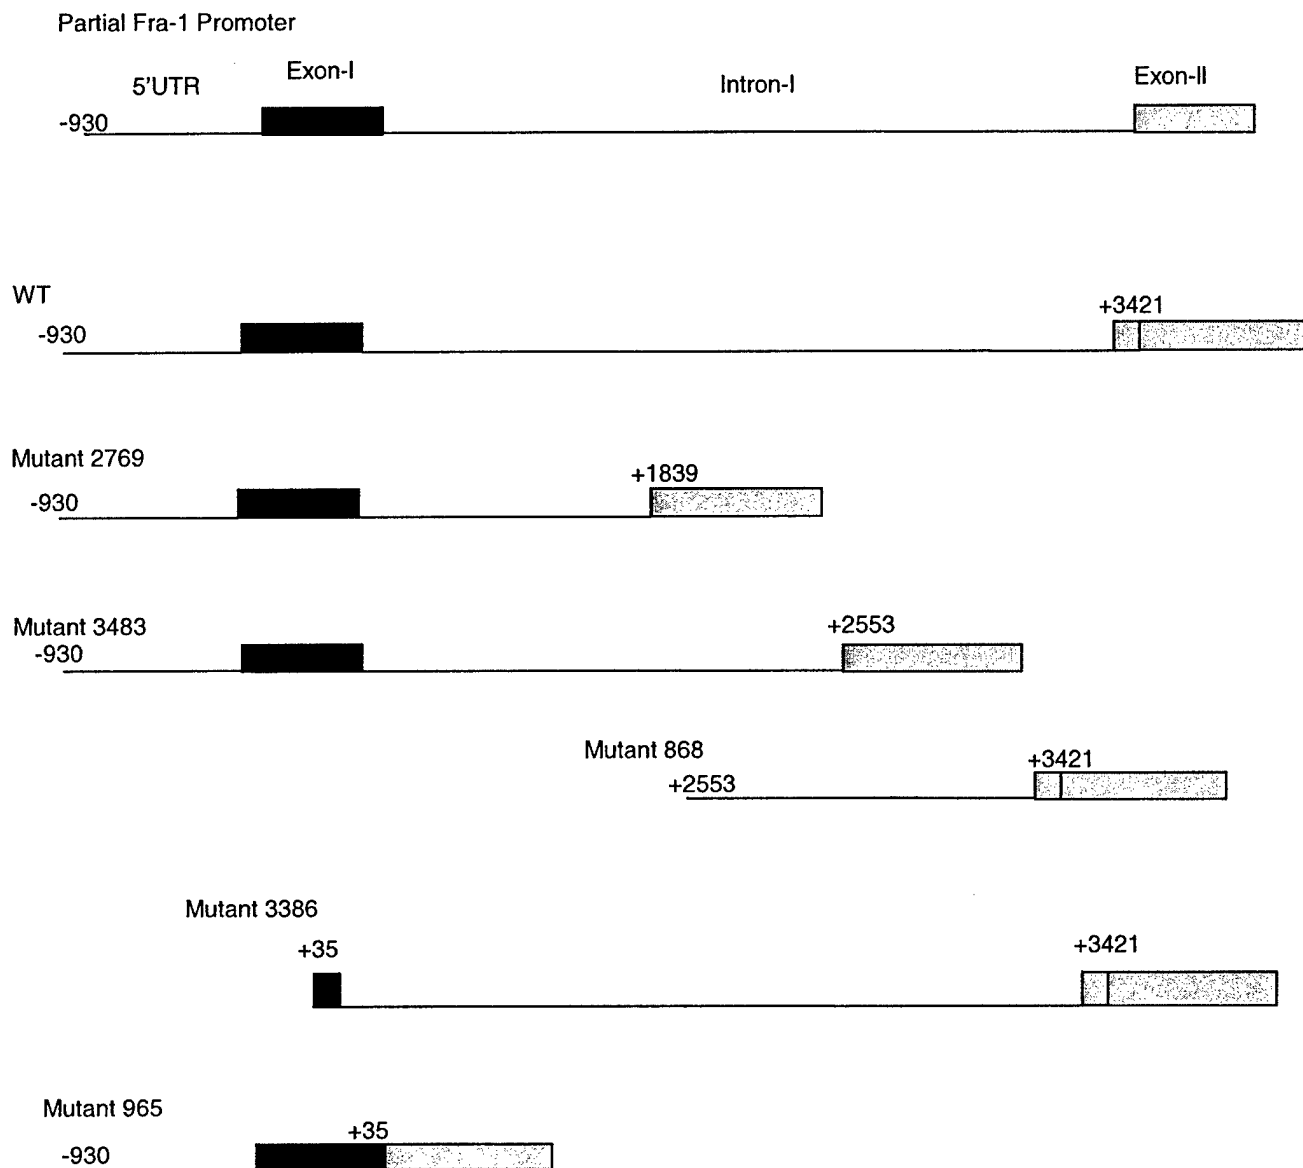 Partial Fra-1 Promoter
5'UTR Exon-I Intron-I Exon-II
-930
WT
-930 +3421
Mutant 2769
-930 +1839
Mutant 3483
-930 +2553
Mutant 868
+2553 +3421
Mutant 3386
+35 +3421
Mutant 965
-930 +35